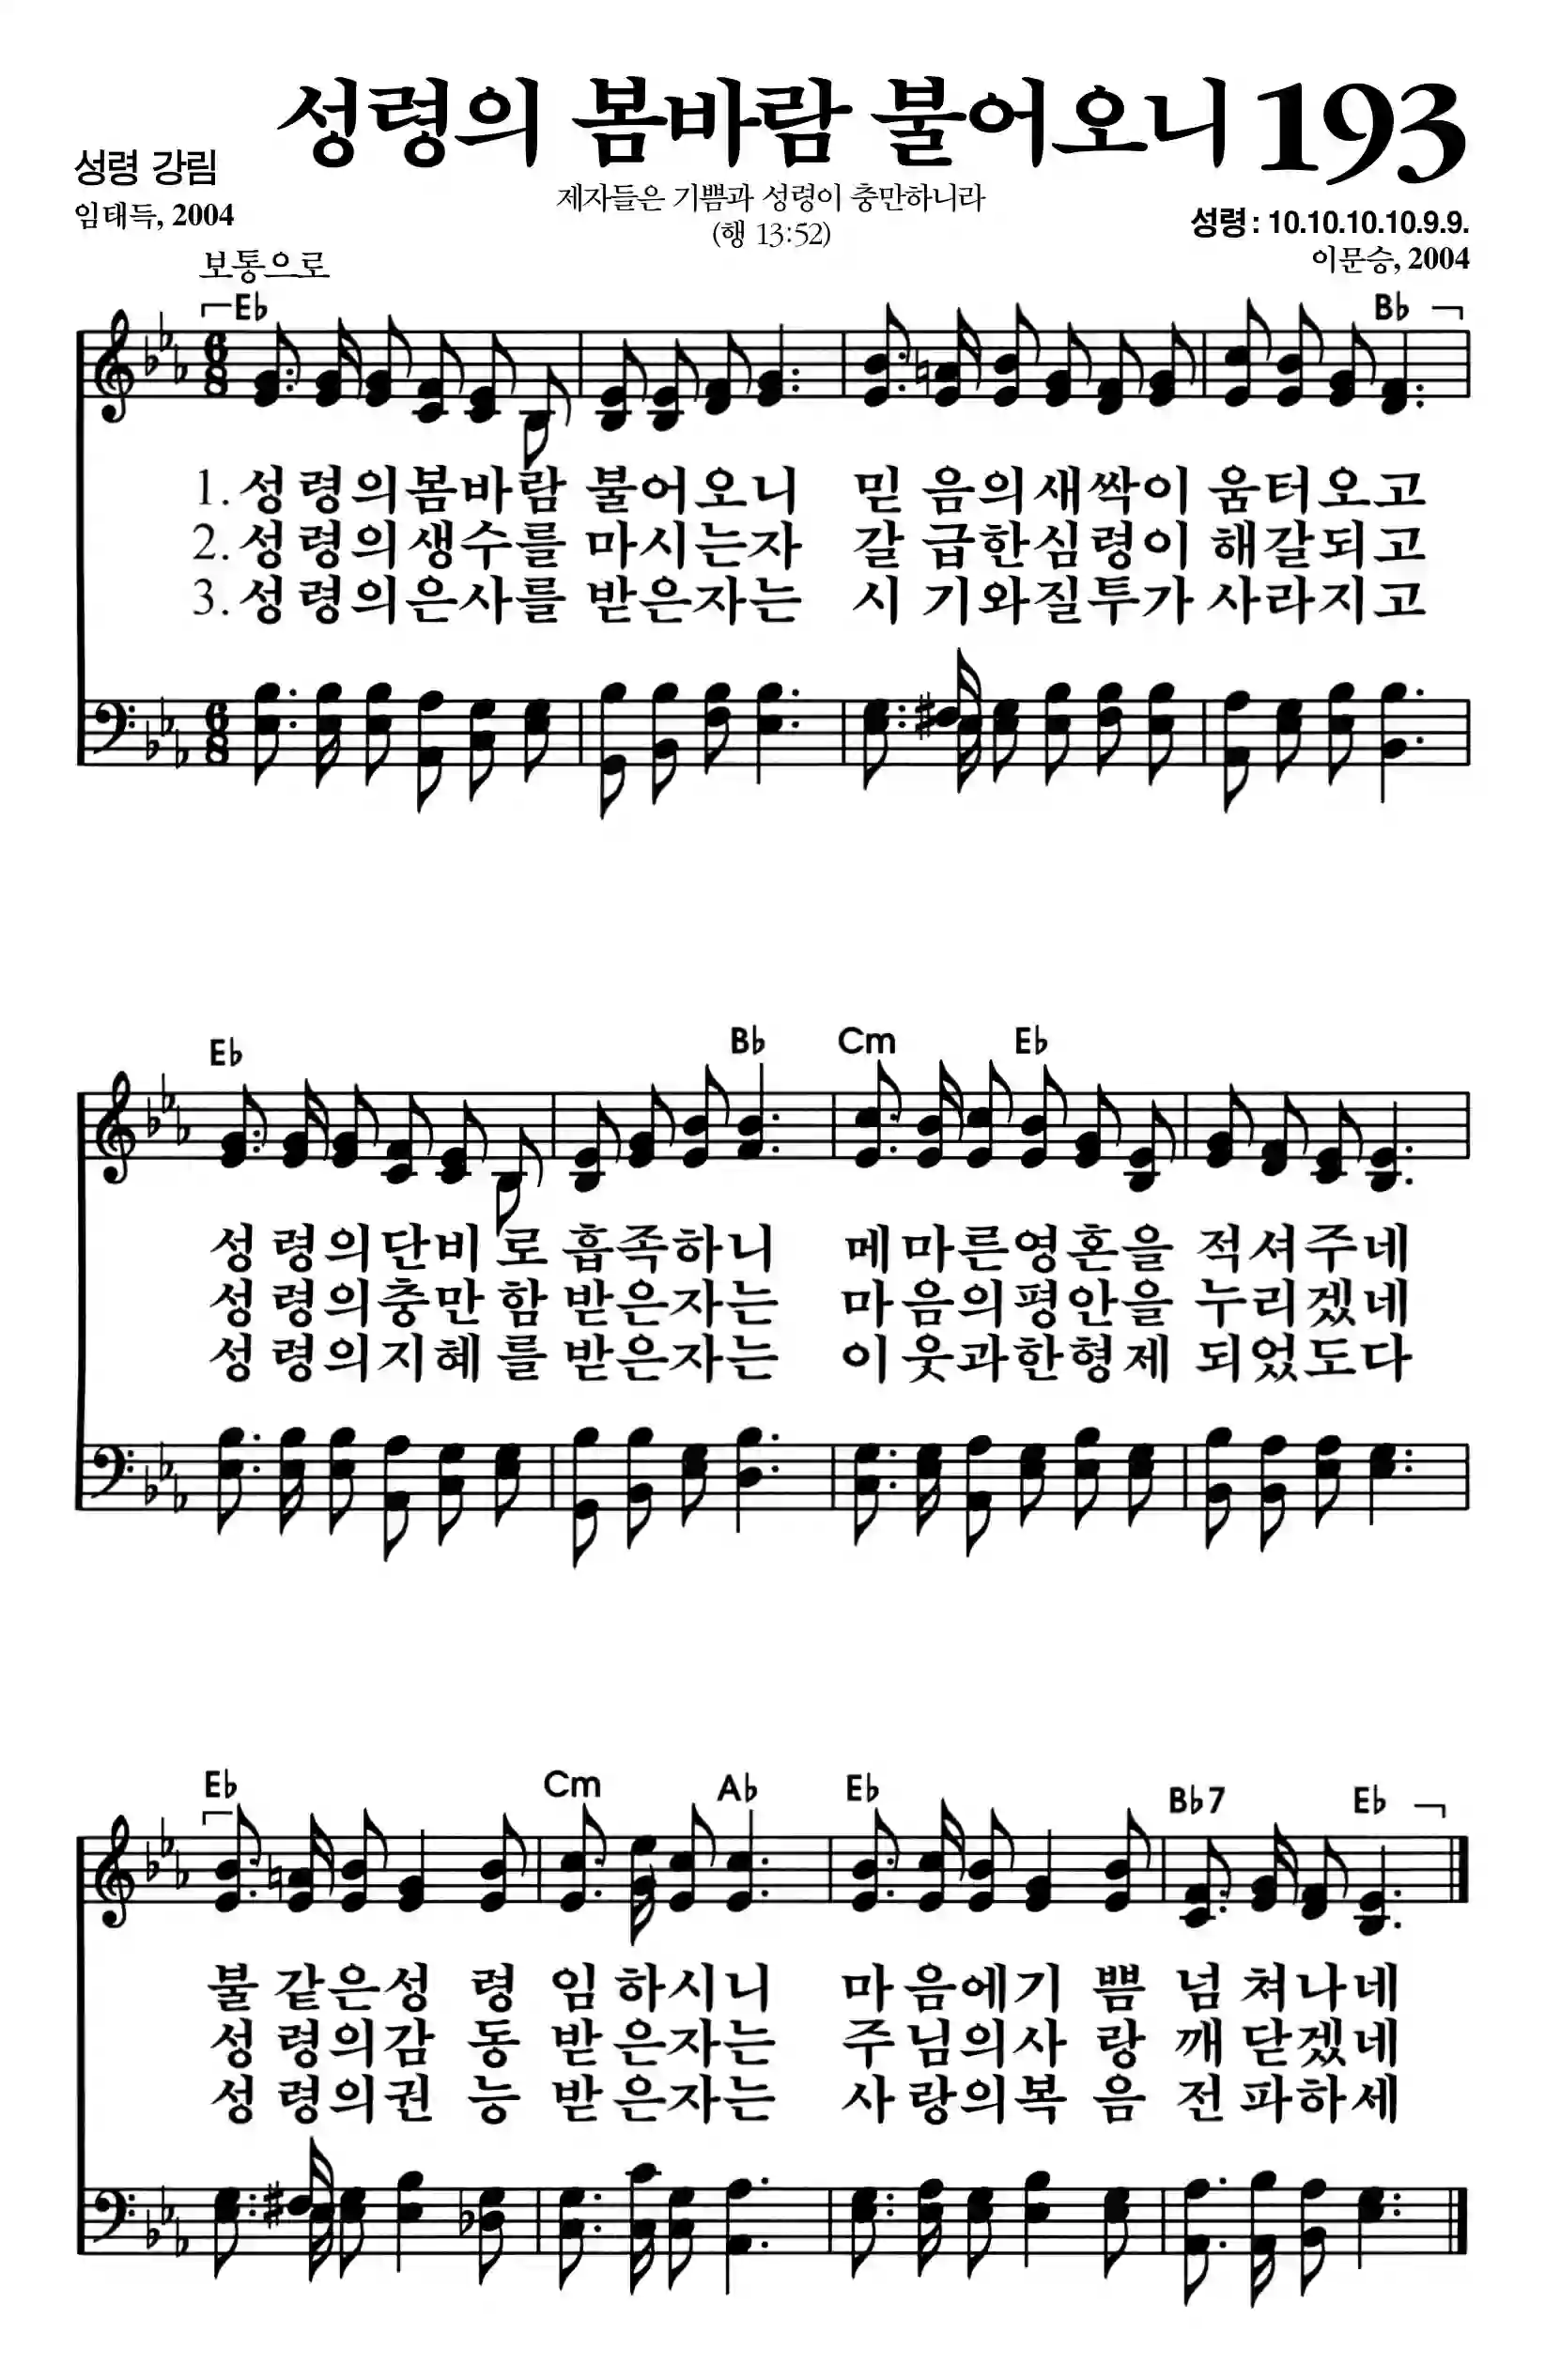 성령의 봄바람 불어오니 193
성령 강림
임태득, 2004
제자들은 기쁨과 성령이 충만하니라
(행 13:52)
성령: 10.10.10.10.9.9.
이문승, 2004
보통으로
E♭ B♭
1. 성령의봄바람 불어오니 믿음의새싹이 움터오고
2. 성령의생수를 마시는자 갈급한심령이 해갈되고
3. 성령의은사를 받은자는 시기와질투가 사라지고
E♭ B♭ Cm E♭
성령의단비로 흡족하니 메마른영혼을 적셔주네
성령의충만함 받은자는 마음의평안을 누리겠네
성령의지혜를 받은자는 이웃과한형제 되었도다
E♭ Cm A♭ E♭ B♭7 E♭
불같은성령 임하시니 마음에기쁨 넘쳐나네
성령의감동 받은자는 주님의사랑 깨닫겠네
성령의권능 받은자는 사랑의복음 전파하세